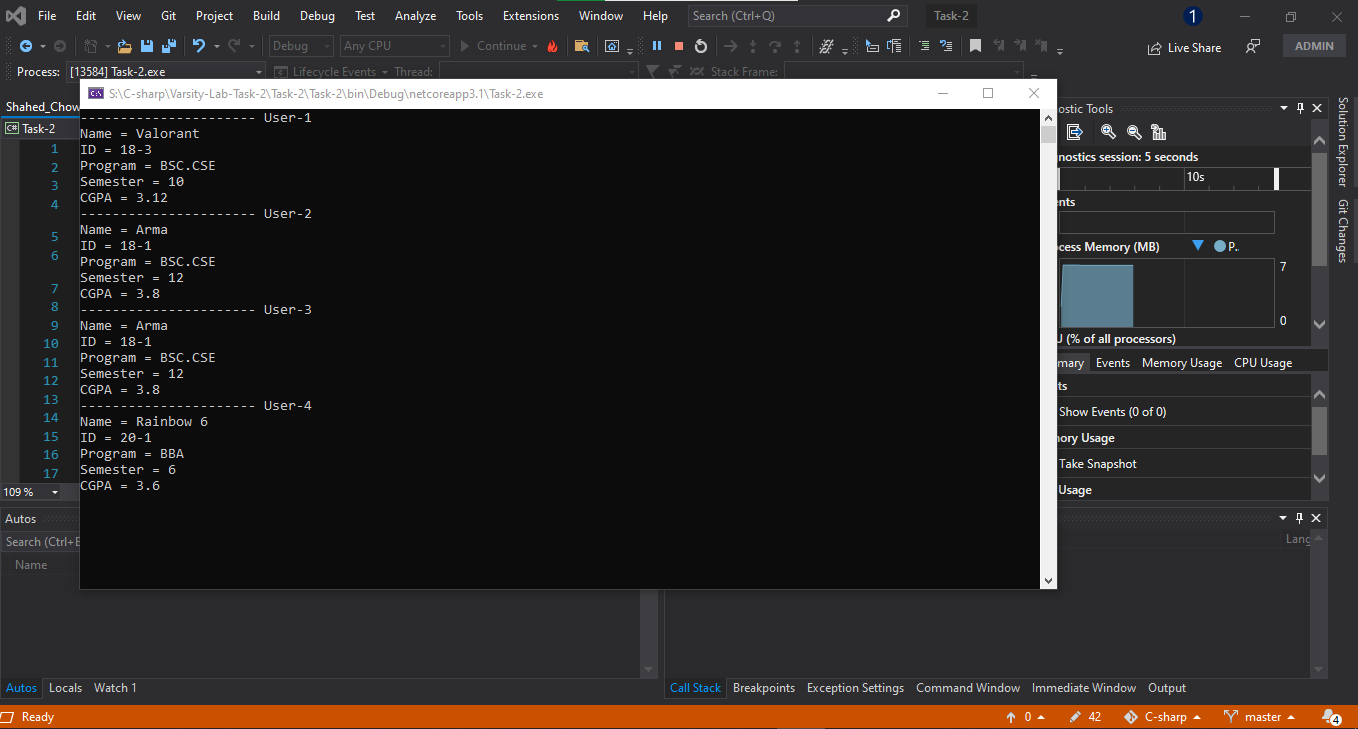 File Edit View Git Project Build Debug Test Analyze Tools Extensions Window Help Search (Ctrl+Q) Task-2 1
Debug Any CPU Continue
Live Share ADMIN
Process: [13584] Task-2.exe Lifecycle Events Thread: Stack Frame:
S:\C-sharp\Varsity-Lab-Task-2\Task-2\Task-2\bin\Debug\netcoreapp3.1\Task-2.exe
Shahed_Chow
C# Task-2
1
2
3
4
5
6
7
8
9
10
11
12
13
14
15
16
17
109 %
---------------------- User-1
Name = Valorant
ID = 18-3
Program = BSC.CSE
Semester = 10
CGPA = 3.12
---------------------- User-2
Name = Arma
ID = 18-1
Program = BSC.CSE
Semester = 12
CGPA = 3.8
---------------------- User-3
Name = Arma
ID = 18-1
Program = BSC.CSE
Semester = 12
CGPA = 3.8
---------------------- User-4
Name = Rainbow 6
ID = 20-1
Program = BBA
Semester = 6
CGPA = 3.6
ostic Tools
nostics session: 5 seconds
10s
ents
cess Memory (MB) P..
7
0
U (% of all processors)
mary Events Memory Usage CPU Usage
ts
Show Events (0 of 0)
ory Usage
Take Snapshot
Usage
Solution Explorer
Git Changes
Autos
Search (Ctrl+E
Name
Lang
Autos Locals Watch 1
Call Stack Breakpoints Exception Settings Command Window Immediate Window Output
Ready 0 42 C-sharp master 4